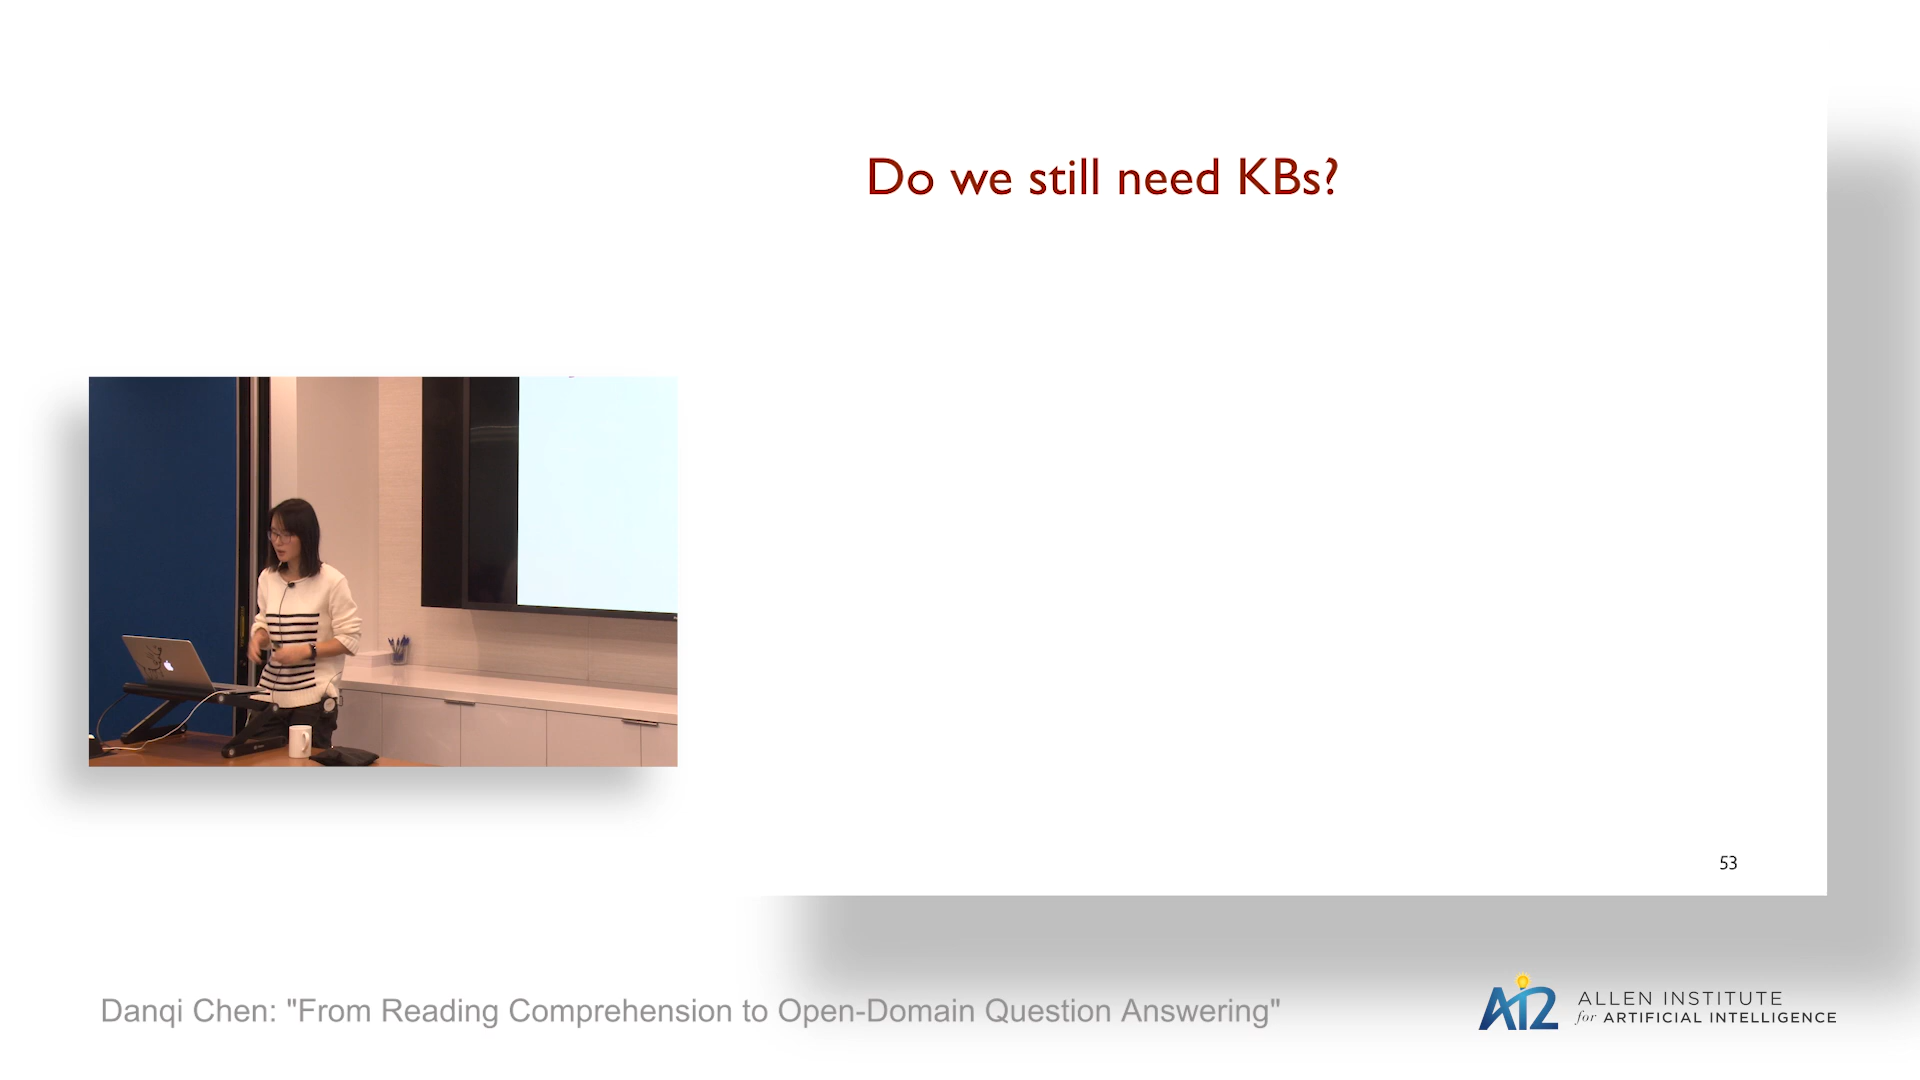 Do we still need KBs?
53
Danqi Chen: "From Reading Comprehension to Open-Domain Question Answering"
AI2
ALLEN INSTITUTE
for ARTIFICIAL INTELLIGENCE